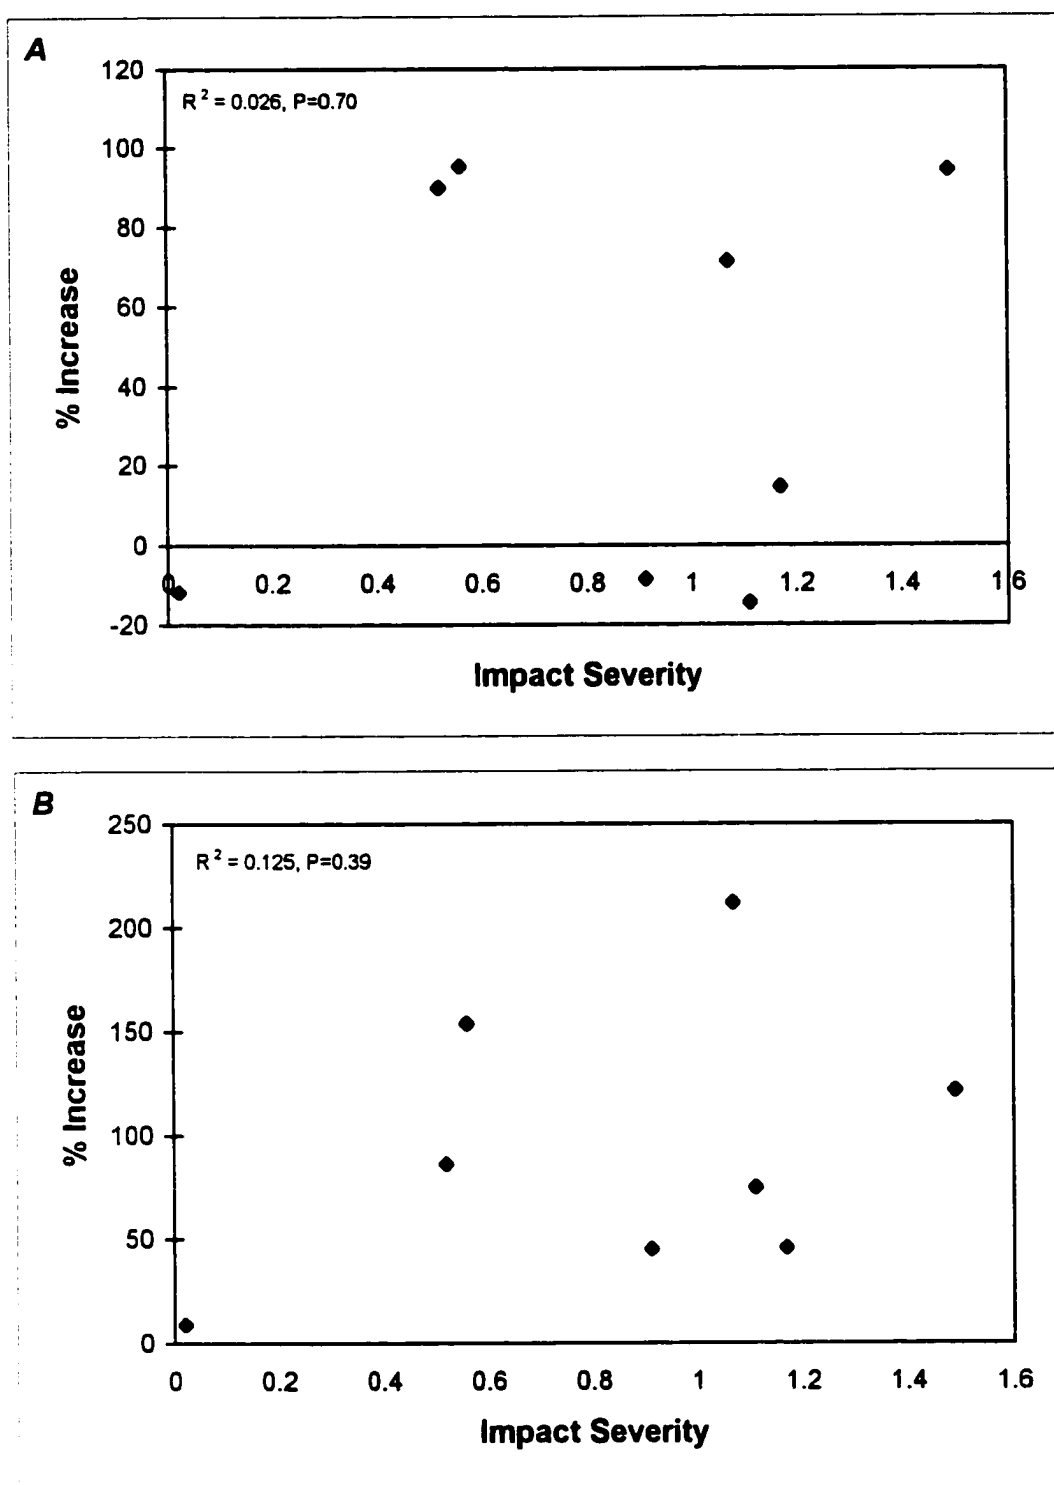 A
120
R² = 0.026, P=0.70
100
80
60
40
20
0
-20
% Increase
0 0.2 0.4 0.6 0.8 1 1.2 1.4 1.6
Impact Severity
B
250
R² = 0.125, P=0.39
200
150
100
50
0
% Increase
0 0.2 0.4 0.6 0.8 1 1.2 1.4 1.6
Impact Severity